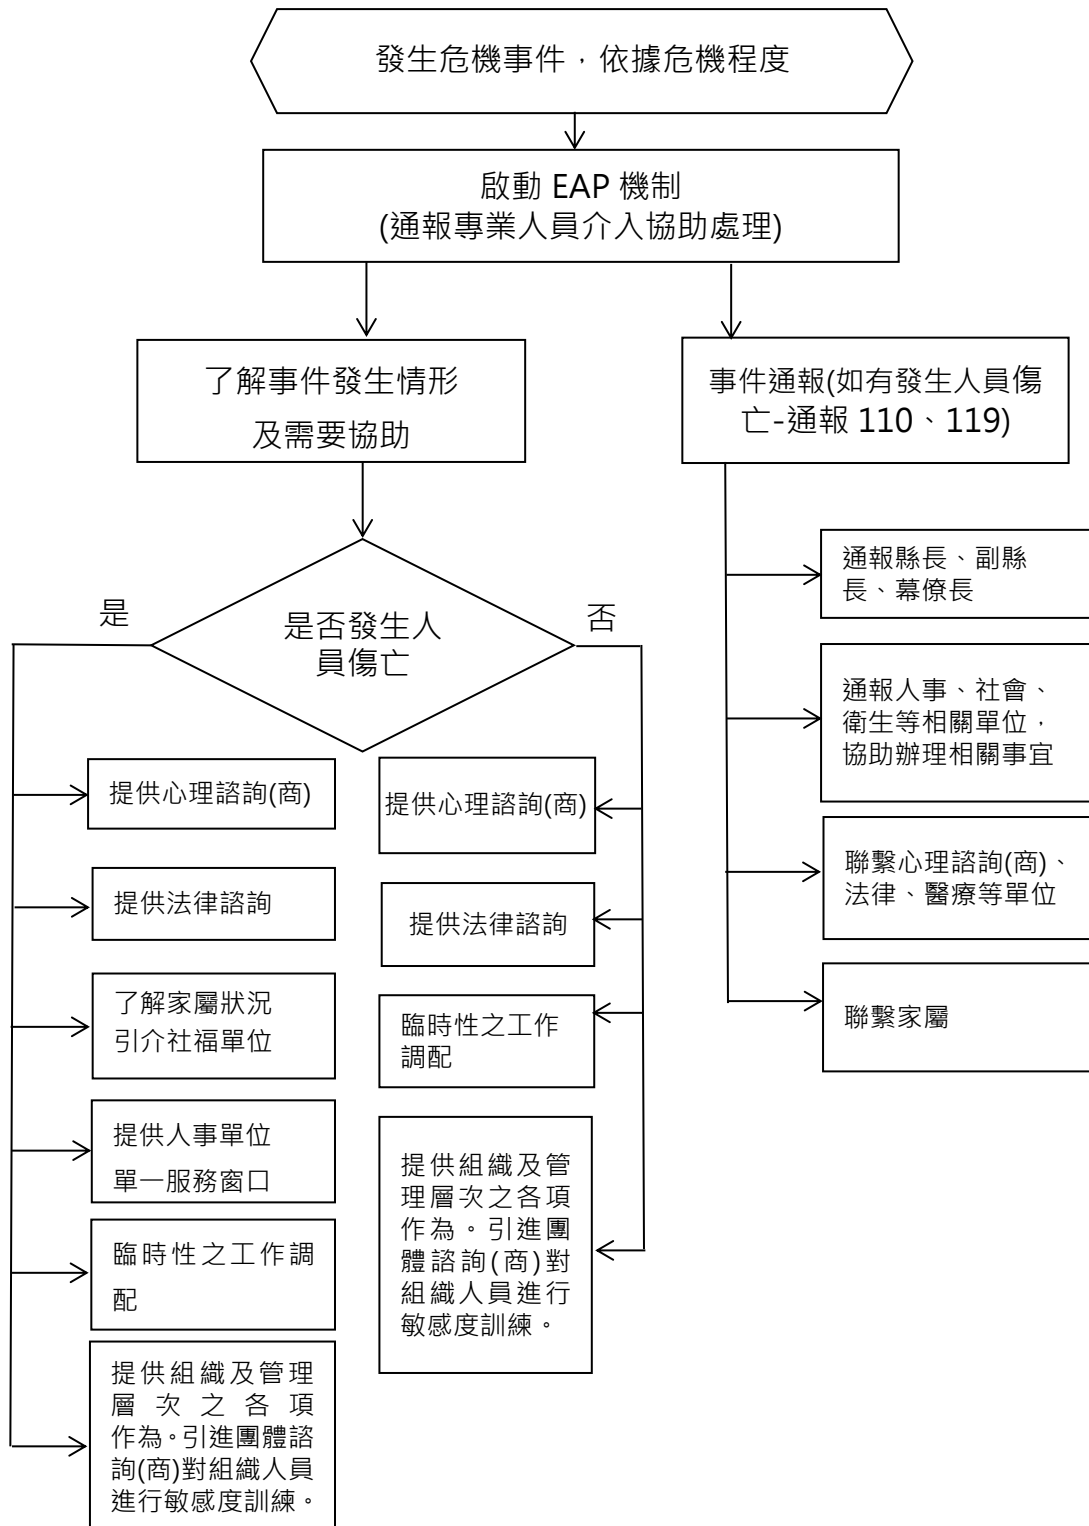 發生危機事件，依據危機程度
啟動 EAP 機制
(通報專業人員介入協助處理)
了解事件發生情形
及需要協助
事件通報(如有發生人員傷
亡-通報 110、119)
是
是否發生人
員傷亡
否
提供心理諮詢(商)
提供法律諮詢
了解家屬狀況
引介社福單位
提供人事單位
單一服務窗口
臨時性之工作調
配
提供組織及管理
層次之各項
作為。引進團體諮
詢(商)對組織人員
進行敏感度訓練。
提供心理諮詢(商)
提供法律諮詢
臨時性之工作
調配
提供組織及管
理層次之各項
作為。引進團
體諮詢(商)對
組織人員進行
敏感度訓練。
通報縣長、副縣
長、幕僚長
通報人事、社會、
衛生等相關單位，
協助辦理相關事宜
聯繫心理諮詢(商)、
法律、醫療等單位
聯繫家屬